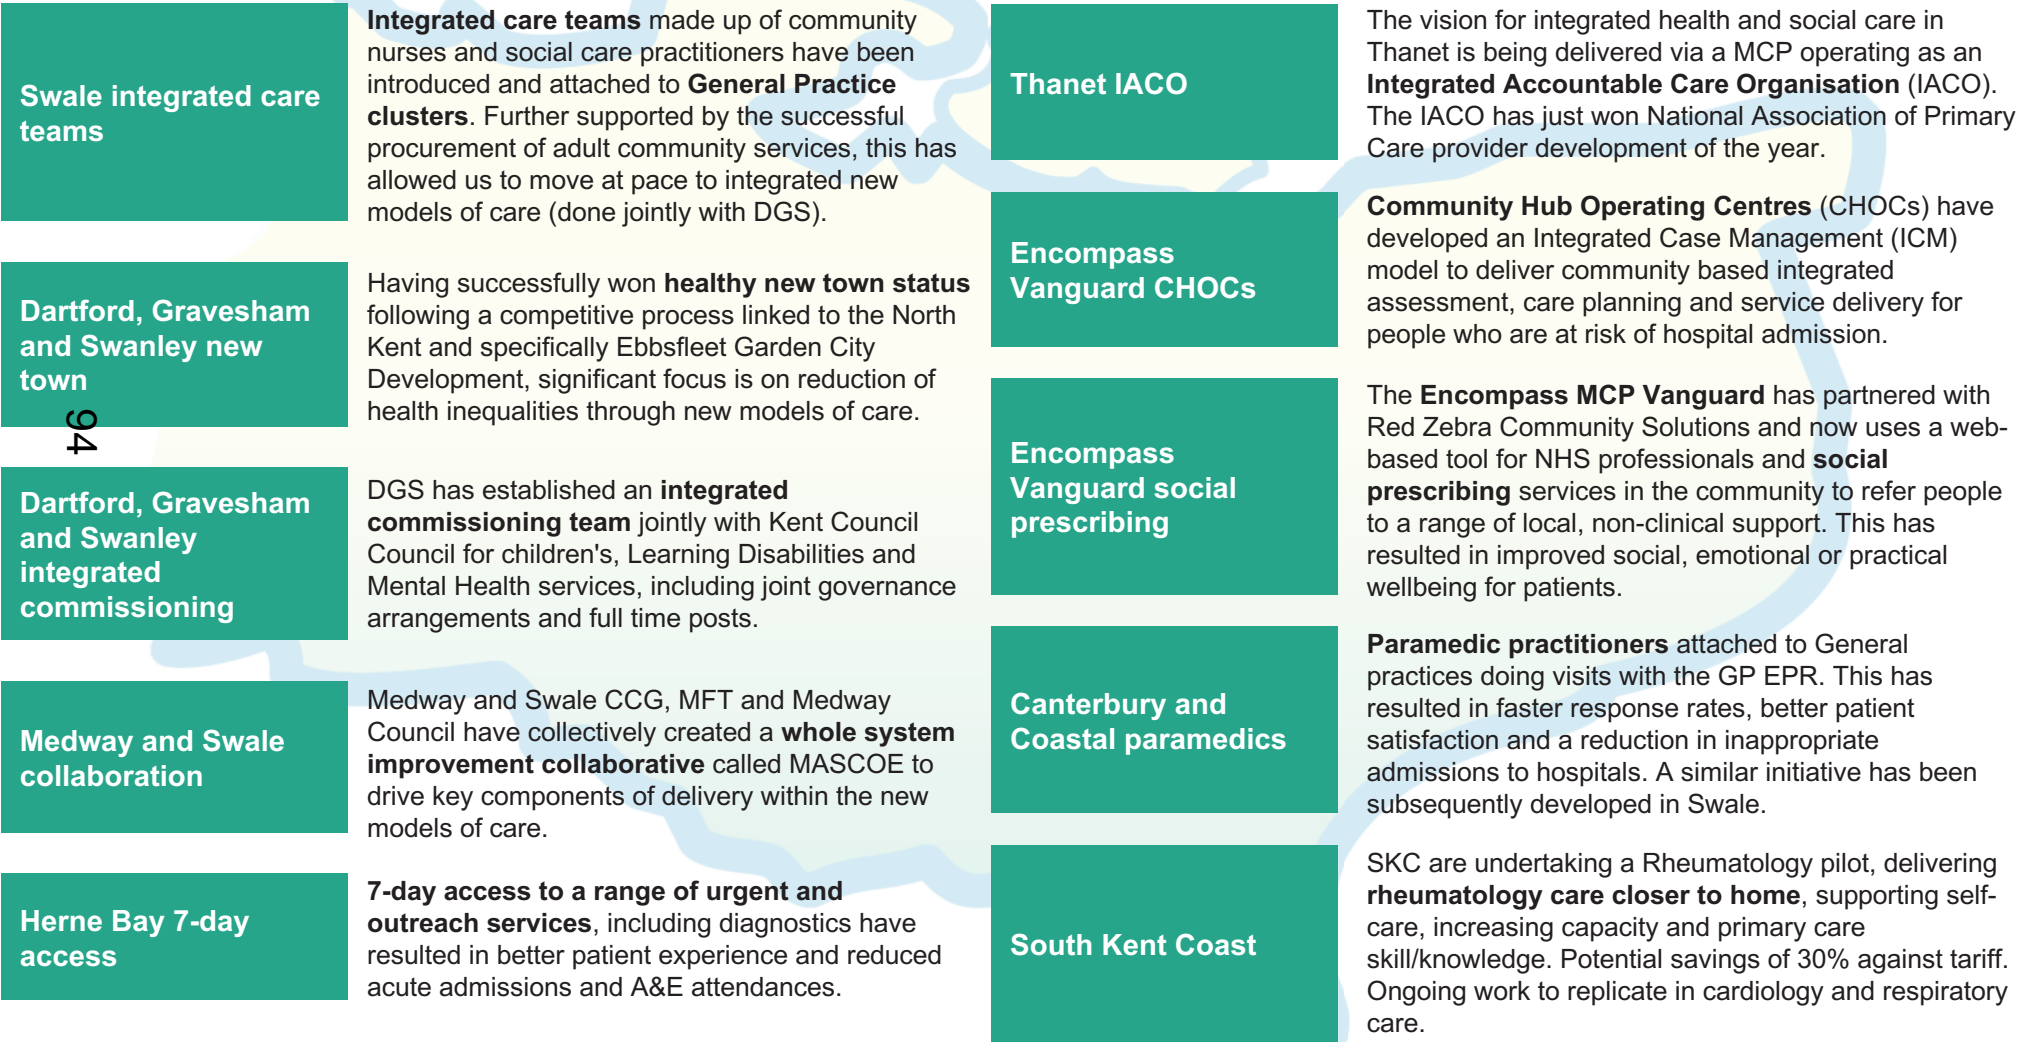 Swale integrated care
teams
Integrated care teams made up of community
nurses and social care practitioners have been
introduced and attached to General Practice
clusters. Further supported by the successful
procurement of adult community services, this has
allowed us to move at pace to integrated new
models of care (done jointly with DGS).
Dartford, Gravesham
and Swanley new
town
Having successfully won healthy new town status
following a competitive process linked to the North
Kent and specifically Ebbsfleet Garden City
Development, significant focus is on reduction of
health inequalities through new models of care.
94
Dartford, Gravesham
and Swanley
integrated
commissioning
DGS has established an integrated
commissioning team jointly with Kent Council
Council for children's, Learning Disabilities and
Mental Health services, including joint governance
arrangements and full time posts.
Medway and Swale
collaboration
Medway and Swale CCG, MFT and Medway
Council have collectively created a whole system
improvement collaborative called MASCOE to
drive key components of delivery within the new
models of care.
Herne Bay 7-day
access
7-day access to a range of urgent and
outreach services, including diagnostics have
resulted in better patient experience and reduced
acute admissions and A&E attendances.
Thanet IACO
The vision for integrated health and social care in
Thanet is being delivered via a MCP operating as an
Integrated Accountable Care Organisation (IACO).
The IACO has just won National Association of Primary
Care provider development of the year.
Encompass
Vanguard CHOCs
Community Hub Operating Centres (CHOCs) have
developed an Integrated Case Management (ICM)
model to deliver community based integrated
assessment, care planning and service delivery for
people who are at risk of hospital admission.
Encompass
Vanguard social
prescribing
The Encompass MCP Vanguard has partnered with
Red Zebra Community Solutions and now uses a web-
based tool for NHS professionals and social
prescribing services in the community to refer people
to a range of local, non-clinical support. This has
resulted in improved social, emotional or practical
wellbeing for patients.
Canterbury and
Coastal paramedics
Paramedic practitioners attached to General
practices doing visits with the GP EPR. This has
resulted in faster response rates, better patient
satisfaction and a reduction in inappropriate
admissions to hospitals. A similar initiative has been
subsequently developed in Swale.
South Kent Coast
SKC are undertaking a Rheumatology pilot, delivering
rheumatology care closer to home, supporting self-
care, increasing capacity and primary care
skill/knowledge. Potential savings of 30% against tariff.
Ongoing work to replicate in cardiology and respiratory
care.